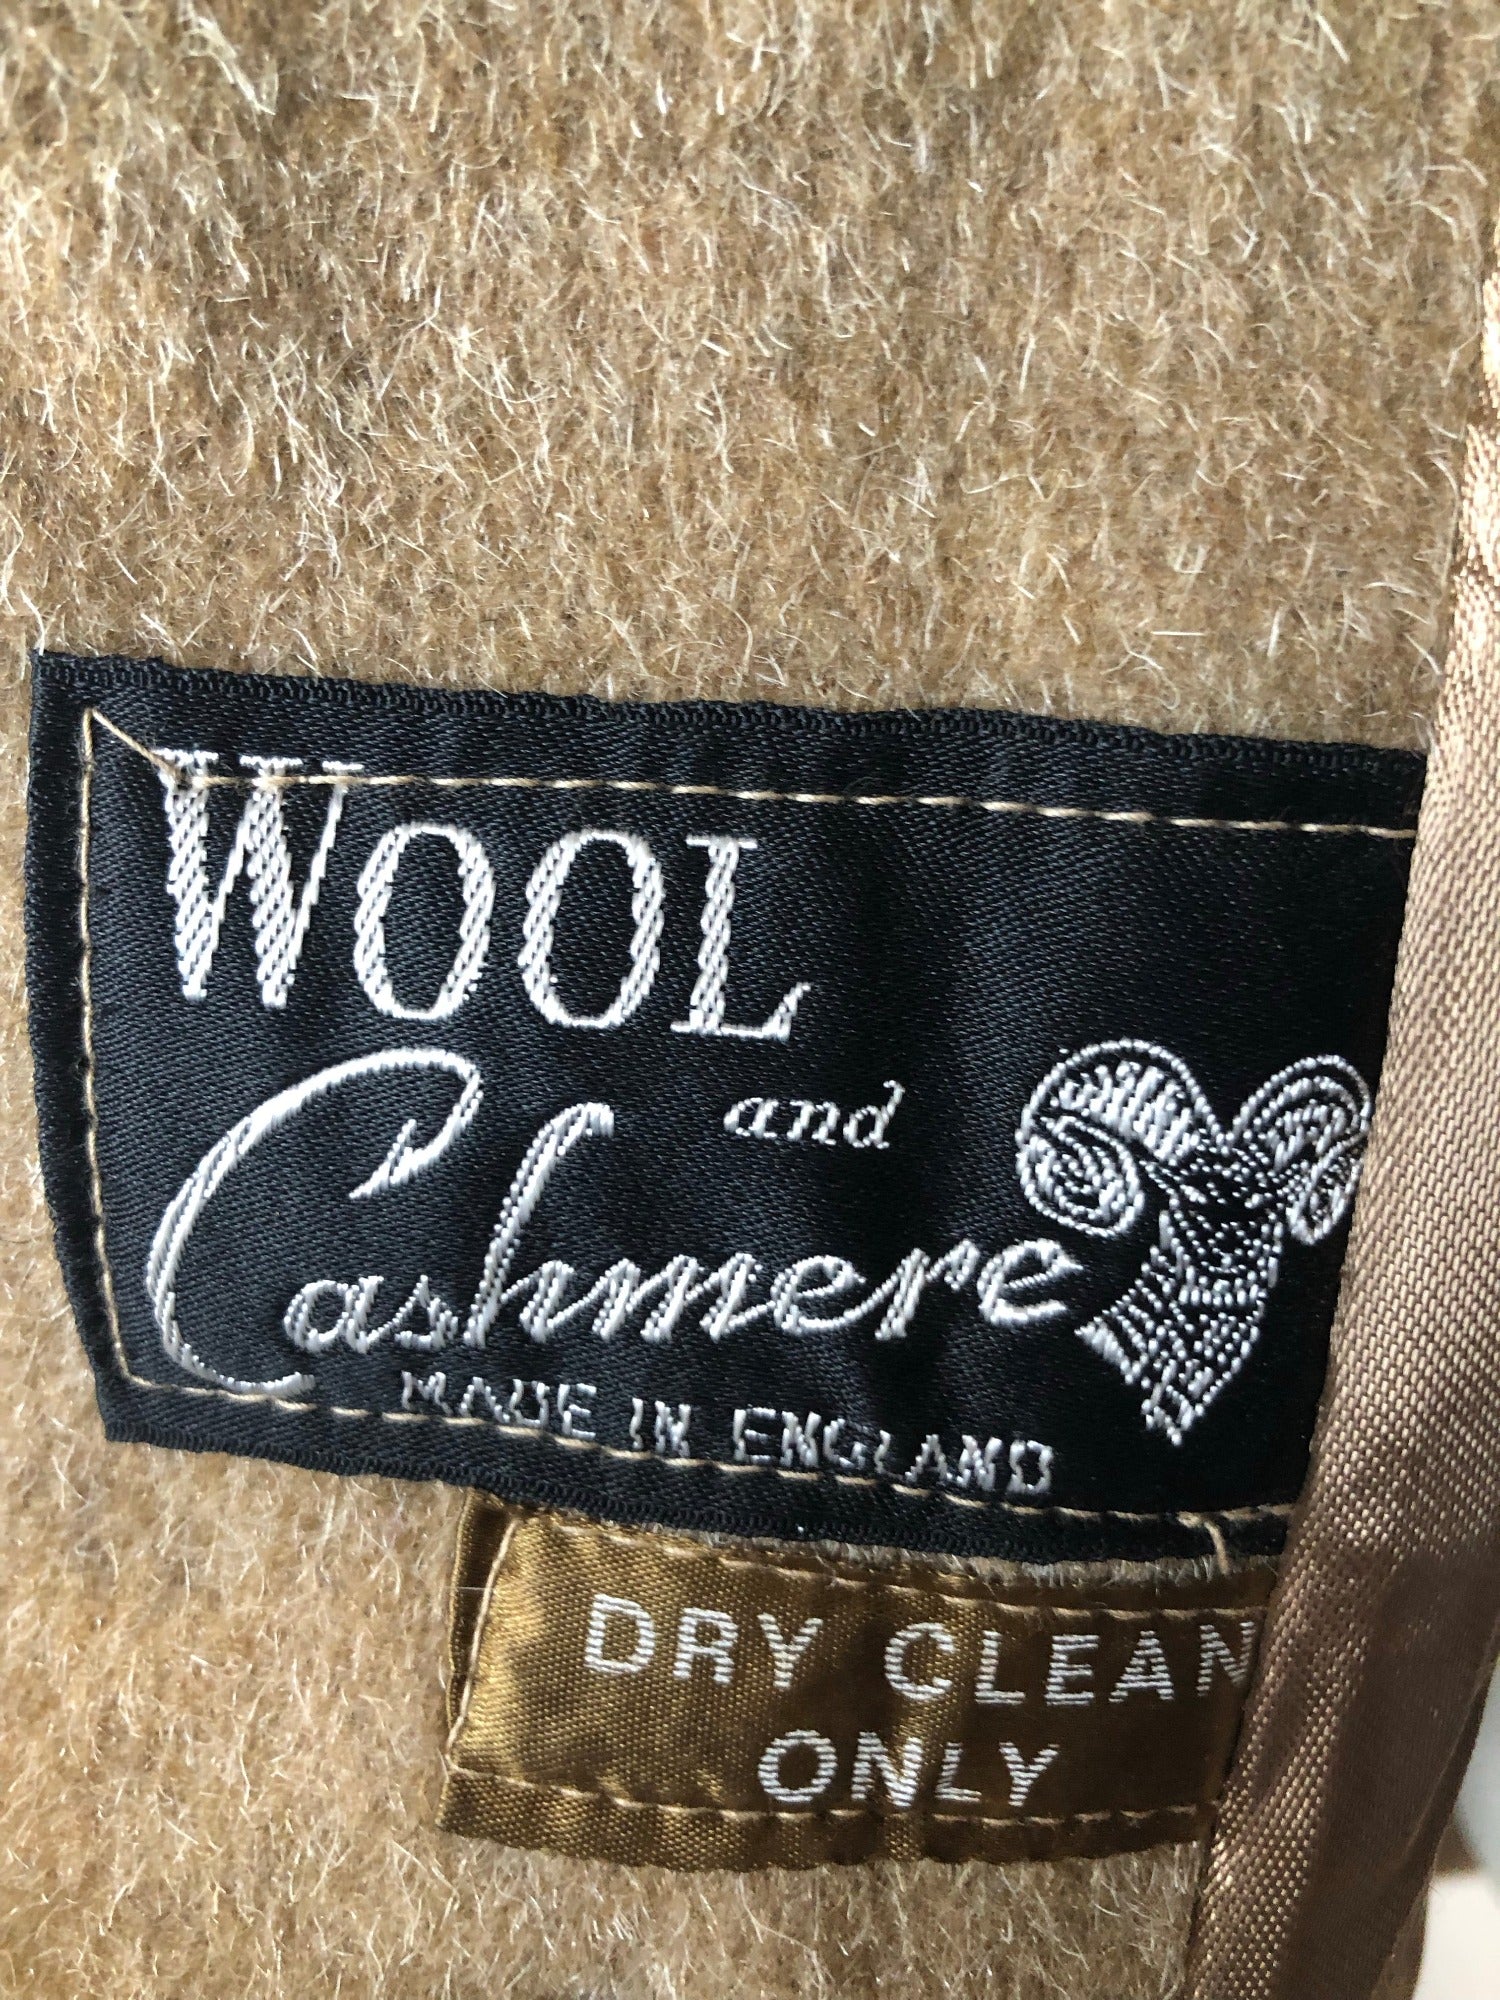 WOOL
and
Cashmere
MADE IN ENGLAND
DRY CLEAN
ONLY